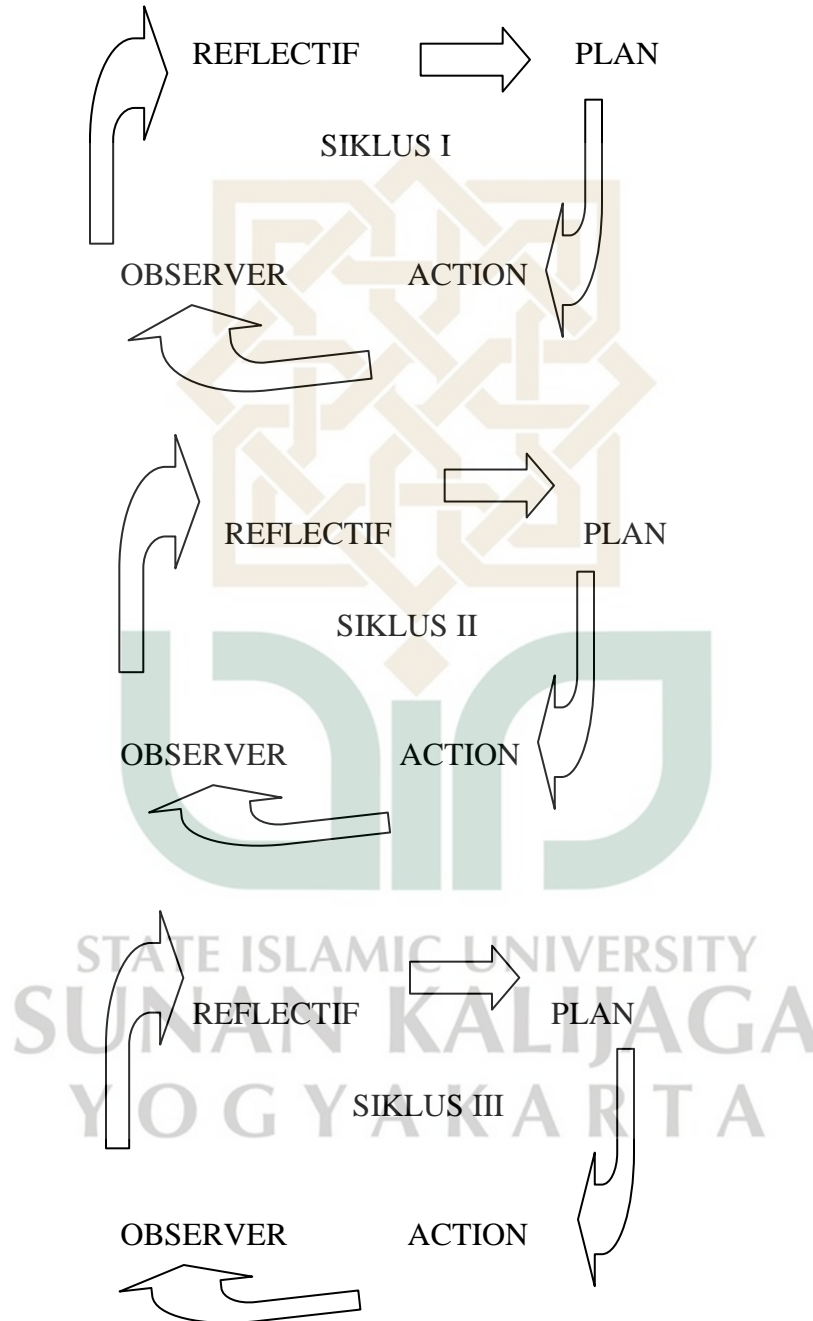 REFLECTIF PLAN
SIKLUS I
OBSERVER ACTION
REFLECTIF PLAN
SIKLUS II
OBSERVER ACTION
STATE ISLAMIC UNIVERSITY
SUNAN KALIJAGA
REFLECTIF PLAN
YOGYAKARTA
SIKLUS III
OBSERVER ACTION